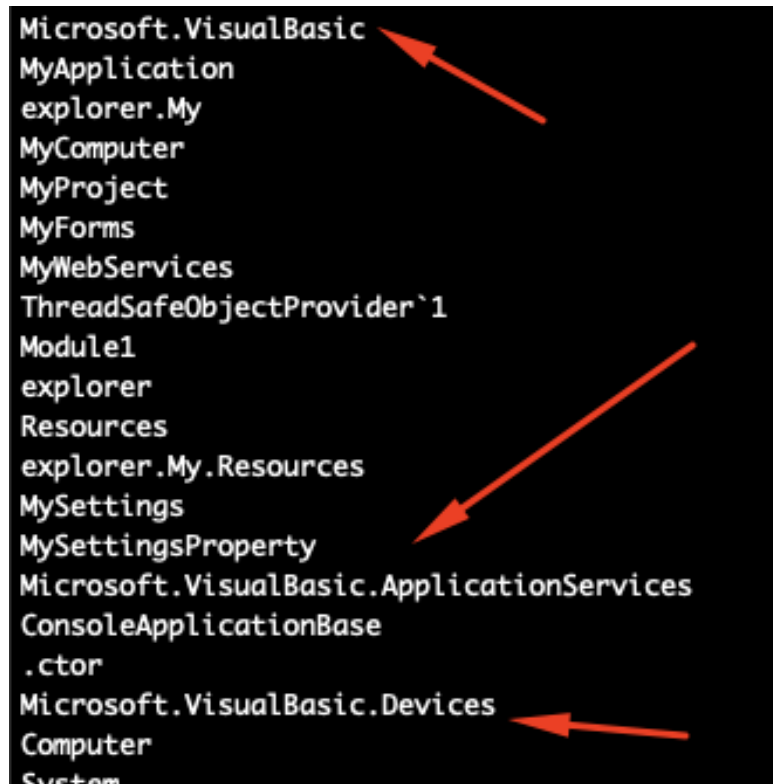 Microsoft.VisualBasic
MyApplication
explorer.My
MyComputer
MyProject
MyForms
MyWebServices
ThreadSafeObjectProvider`1
Module1
explorer
Resources
explorer.My.Resources
MySettings
MySettingsProperty
Microsoft.VisualBasic.ApplicationServices
ConsoleApplicationBase
.ctor
Microsoft.VisualBasic.Devices
Computer
System